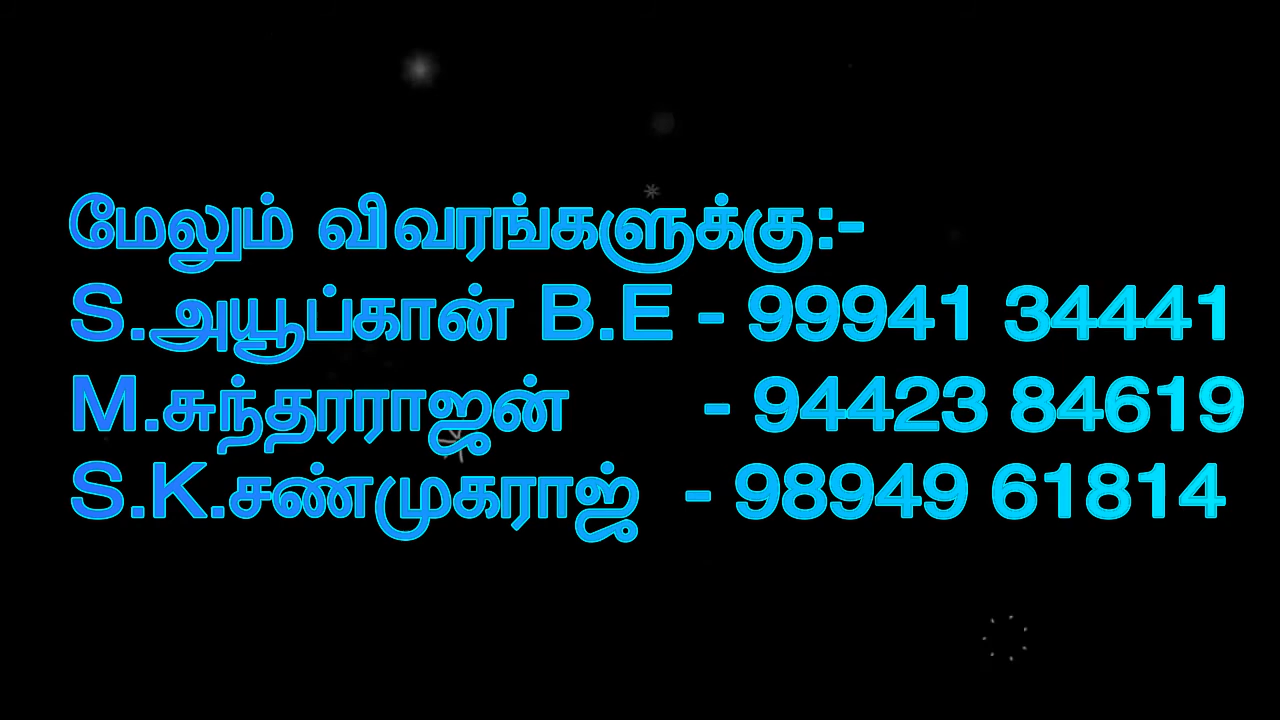 மேலும் விவரங்களுக்கு:-
S.அயூப்கான் B.E - 99941 34441
M.சுந்தரராஜன் - 94423 84619
S.K.சண்முகராஜ் - 98949 61814